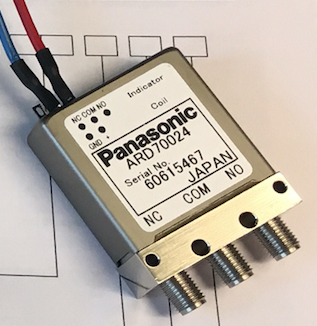 Indicator
NC COM NO
Coil
GND +
Panasonic
ARD70024
Serial No.
60615467
JAPAN
NC COM NO